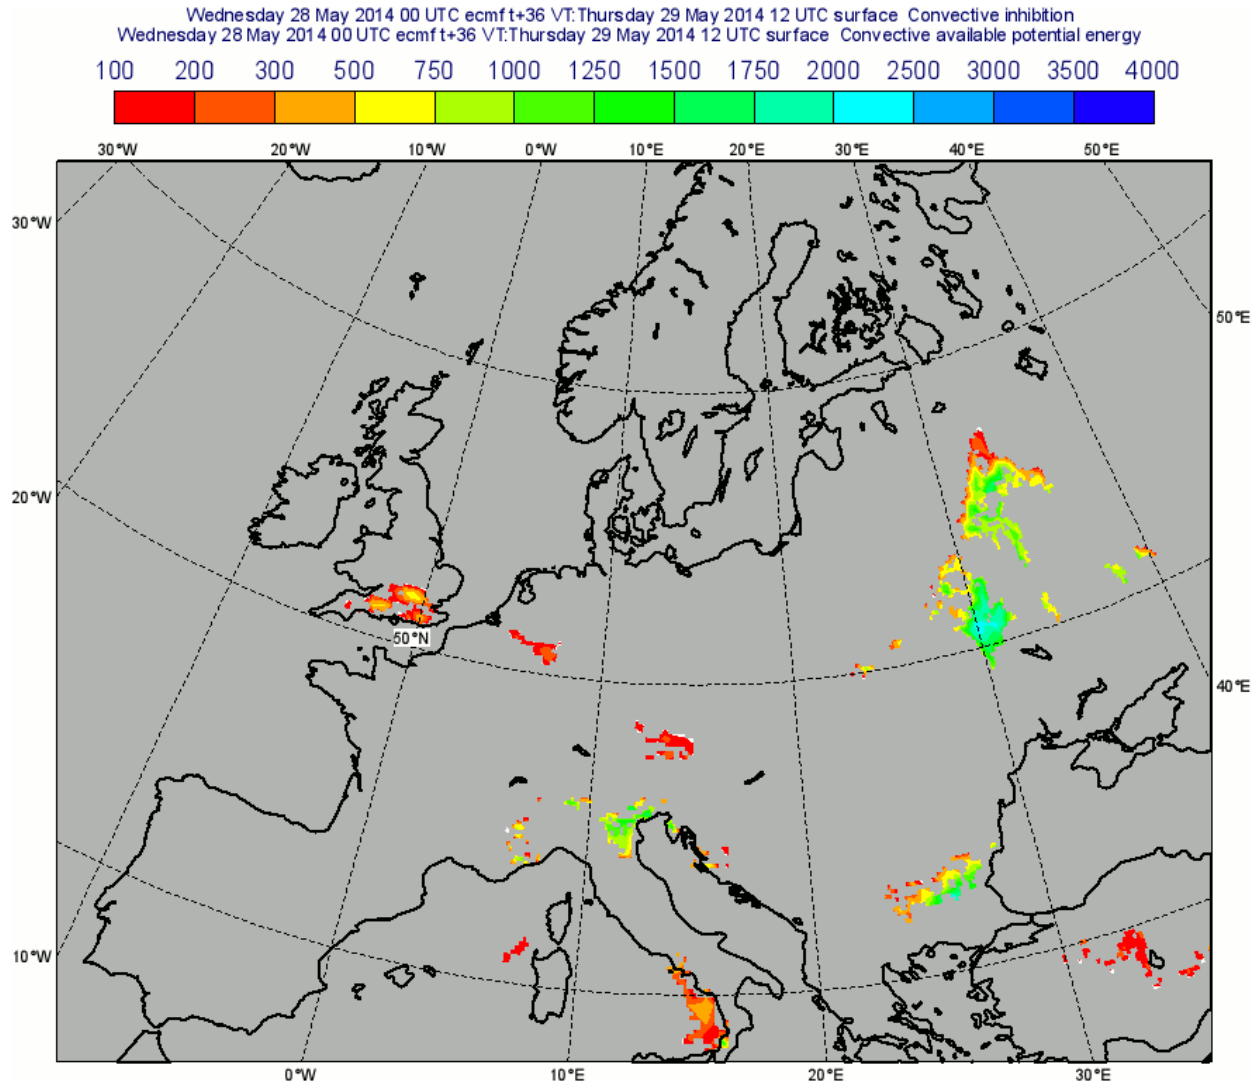 Wednesday 28 May 2014 00 UTC ecmf t+36 VT:Thursday 29 May 2014 12 UTC surface Convective inhibition
Wednesday 28 May 2014 00 UTC ecmf t+36 VT:Thursday 29 May 2014 12 UTC surface Convective available potential energy
100 200 300 500 750 1000 1250 1500 1750 2000 2500 3000 3500 4000
30°W 20°W 10°W 0°W 10°E 20°E 30°E 40°E 50°E
30°W
50°E
20°W
50°N
40°E
10°W
0°W 10°E 20°E 30°E